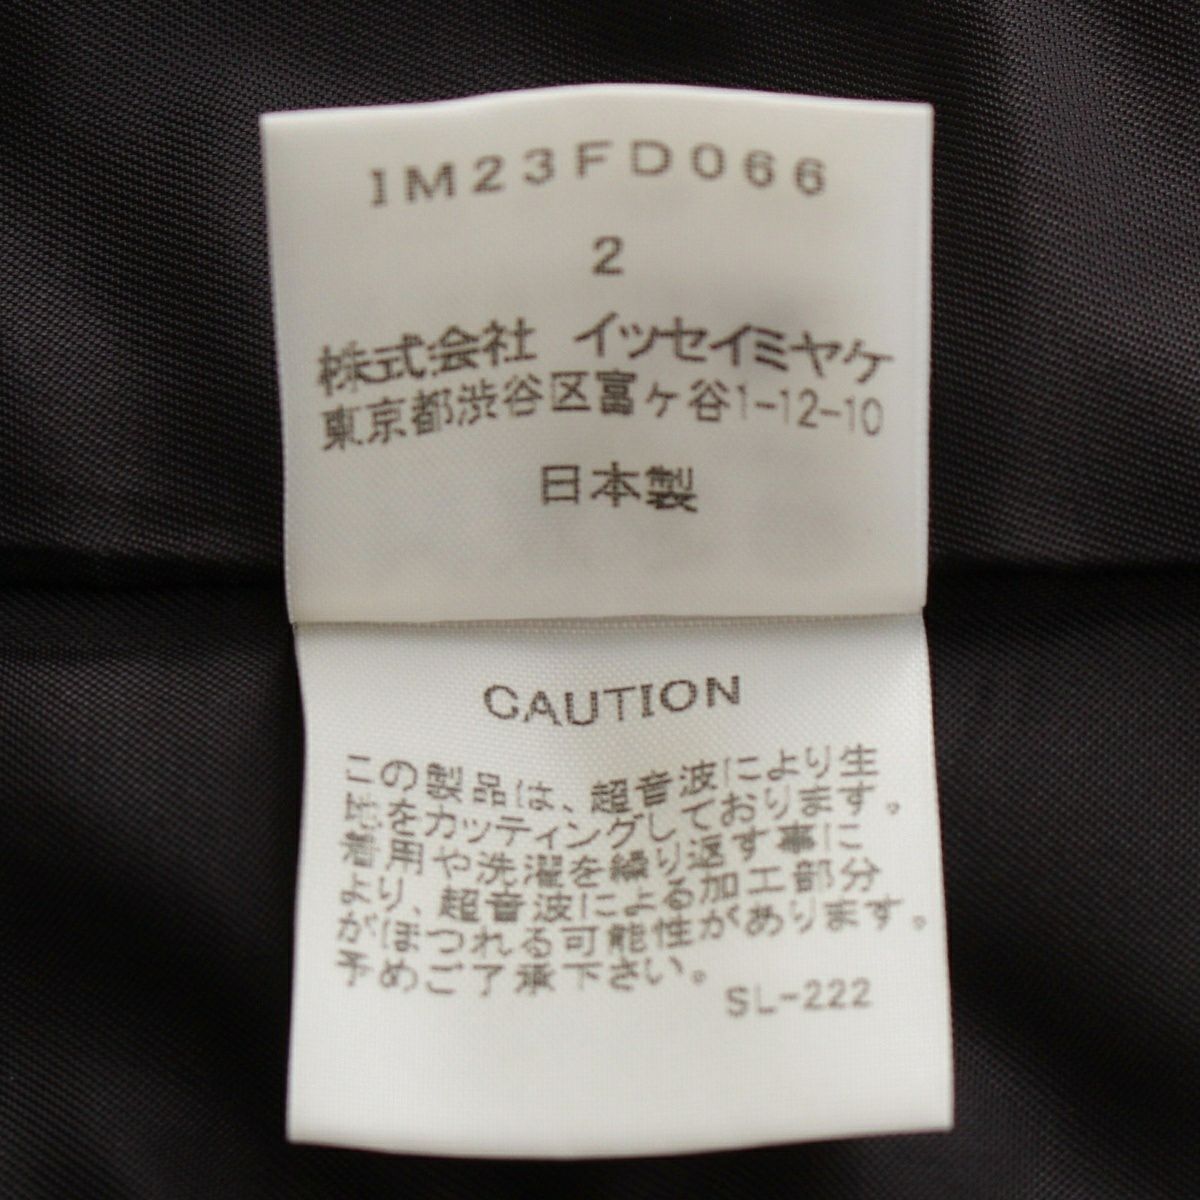 IM23FD066
2
株式会社 イッセイミヤケ
東京都渋谷区富ヶ谷1-12-10
日本製
CAUTION
この製品は、超音波により生
地をカッティングしております。
着用や洗濯を繰り返す事に
より、超音波による加工部分
がほつれる可能性があります。
予めご了承下さい。
SL-222